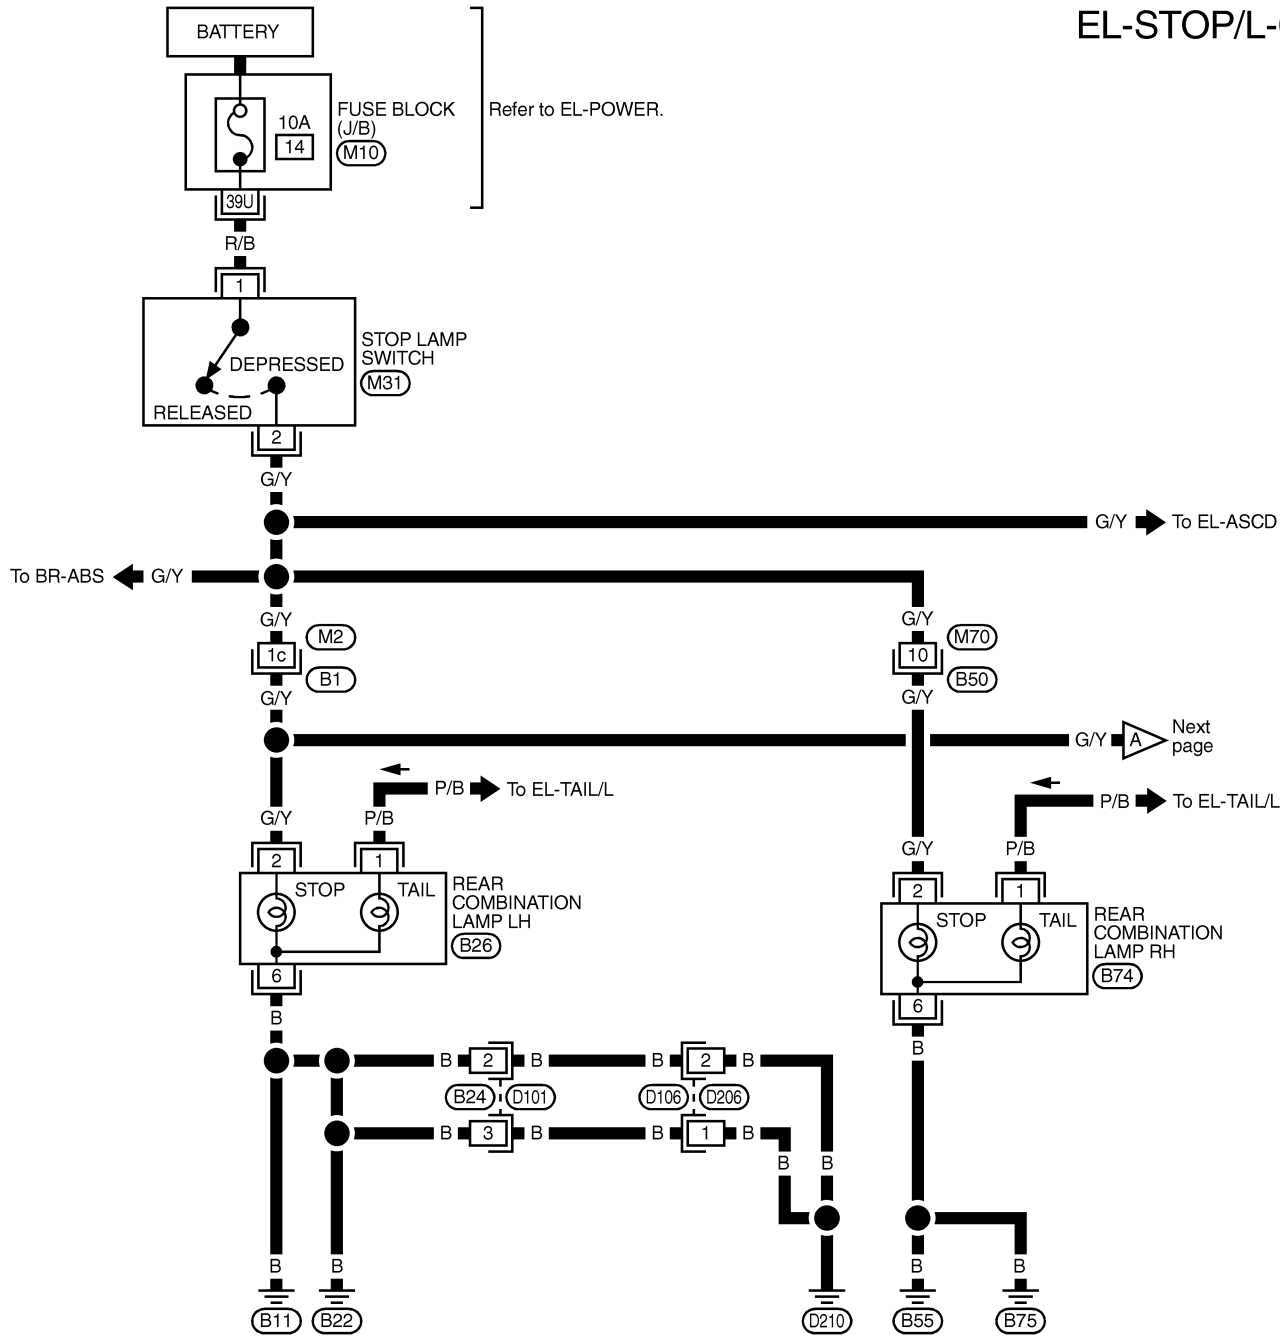 EL-STOP/L-
BATTERY
10A
14
FUSE BLOCK
(J/B)
M10
Refer to EL-POWER.
39U
R/B
1
STOP LAMP
SWITCH
M31
DEPRESSED
RELEASED
2
G/Y
G/Y
To EL-ASCD
To BR-ABS
G/Y
G/Y
G/Y
M2
M70
1c
10
B1
B50
G/Y
G/Y
G/Y
A
Next
page
P/B
To EL-TAIL/L
P/B
To EL-TAIL/L
G/Y
P/B
G/Y
P/B
2
1
2
1
STOP
TAIL
REAR
COMBINATION
LAMP LH
B26
STOP
TAIL
REAR
COMBINATION
LAMP RH
B74
6
6
B
B
B
2
B
B
2
B
B24
D101
D106
D206
B
3
B
B
1
B
B
B
B
B
B
B
B11
B22
D210
B55
B75